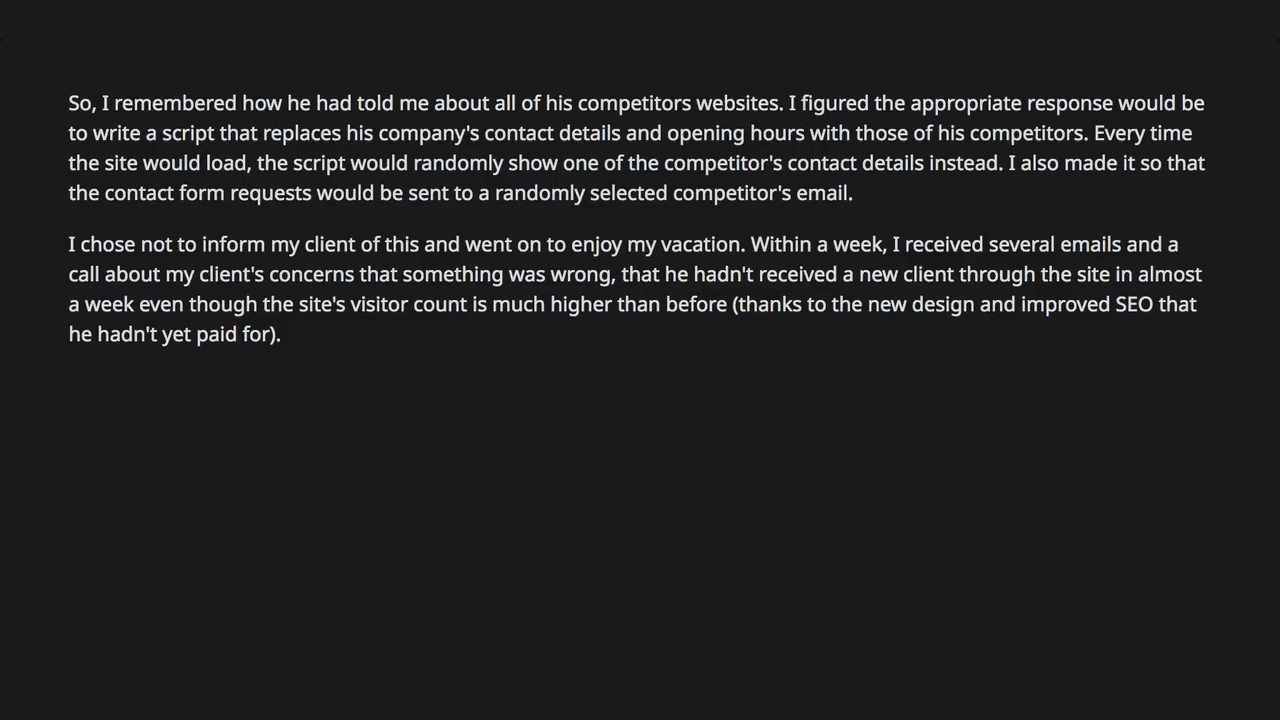 So, I remembered how he had told me about all of his competitors websites. I figured the appropriate response would be
to write a script that replaces his company's contact details and opening hours with those of his competitors. Every time
the site would load, the script would randomly show one of the competitor's contact details instead. I also made it so that
the contact form requests would be sent to a randomly selected competitor's email.
I chose not to inform my client of this and went on to enjoy my vacation. Within a week, I received several emails and a
call about my client's concerns that something was wrong, that he hadn't received a new client through the site in almost
a week even though the site's visitor count is much higher than before (thanks to the new design and improved SEO that
he hadn't yet paid for).